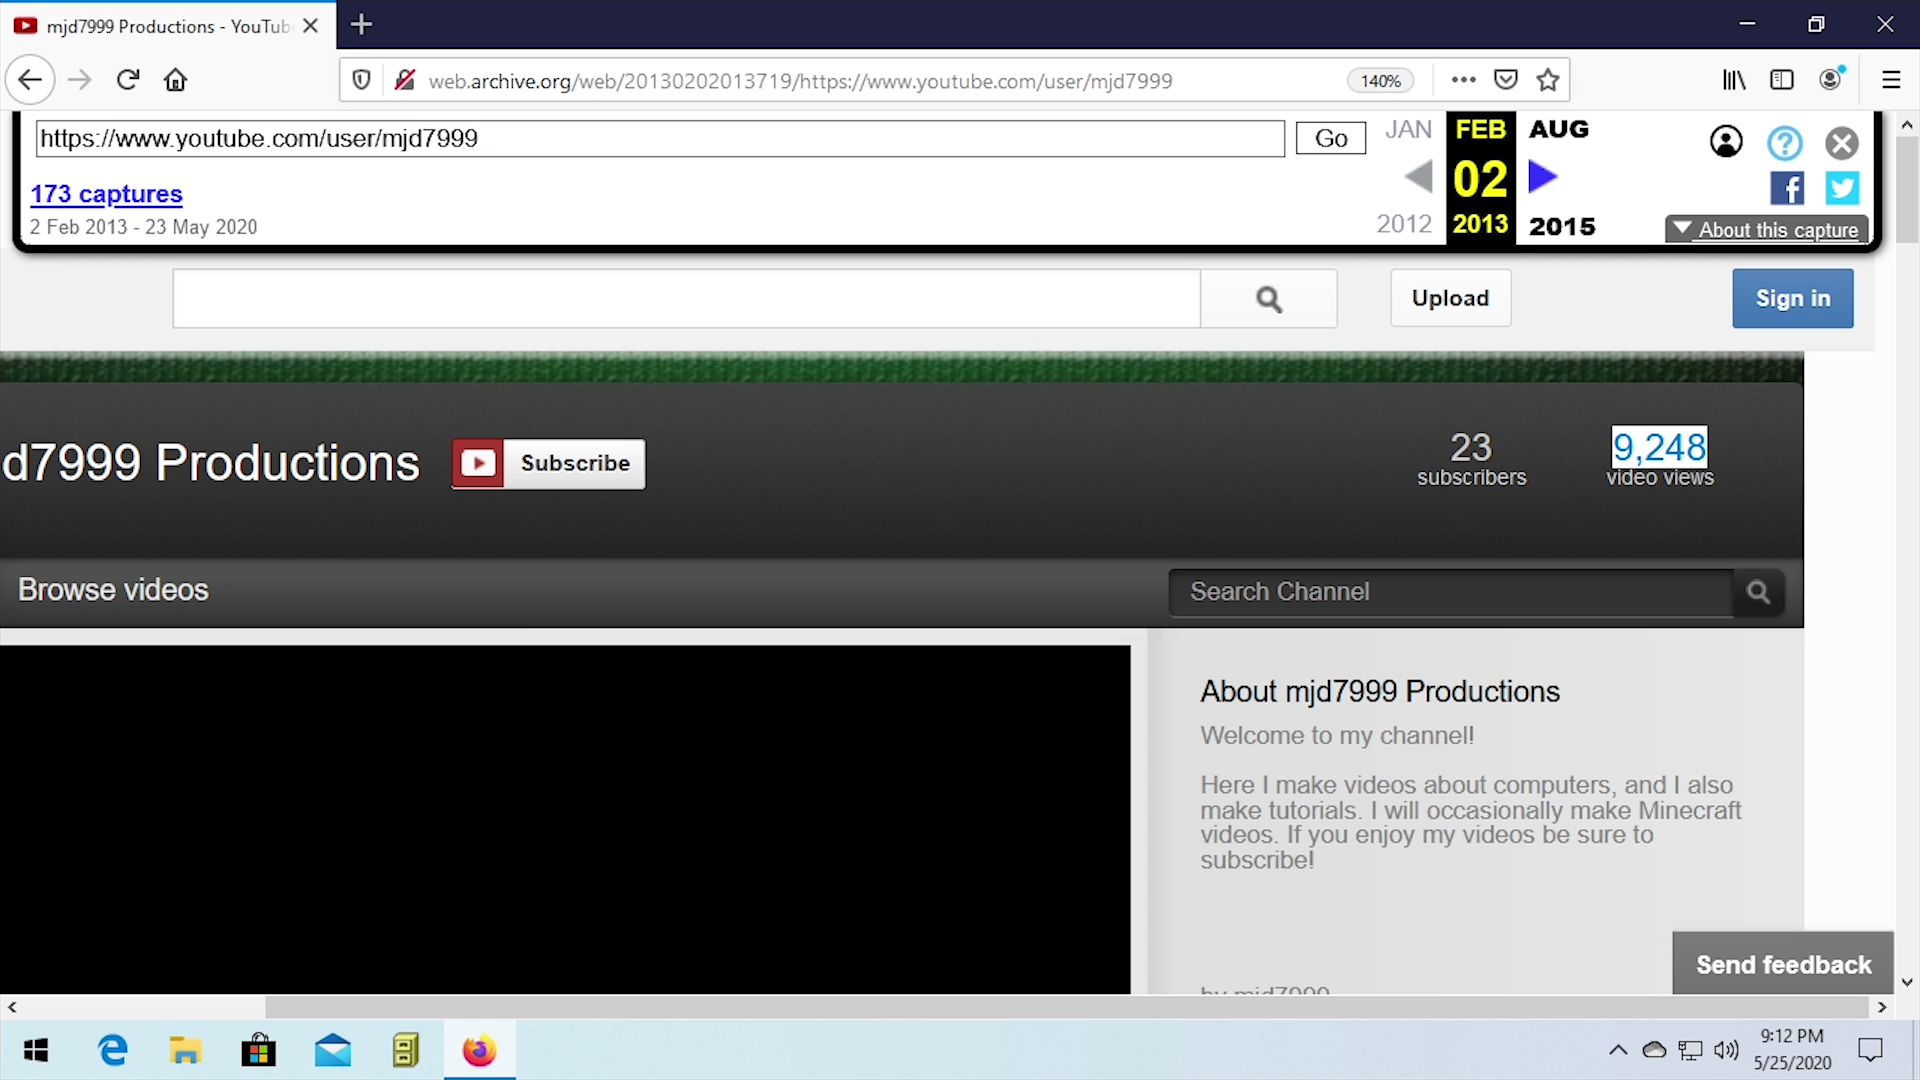 mjd7999 Productions - YouTub
web.archive.org/web/20130202013719/https://www.youtube.com/user/mjd7999
140%
https://www.youtube.com/user/mjd7999
Go
JAN
FEB
AUG
02
173 captures
2 Feb 2013 - 23 May 2020
2012
2013
2015
About this capture
Upload
Sign in
d7999 Productions
Subscribe
23
subscribers
9,248
video views
Browse videos
Search Channel
About mjd7999 Productions
Welcome to my channel!
Here I make videos about computers, and I also
make tutorials. I will occasionally make Minecraft
videos. If you enjoy my videos be sure to
subscribe!
by mjd7999
Send feedback
9:12 PM
5/25/2020